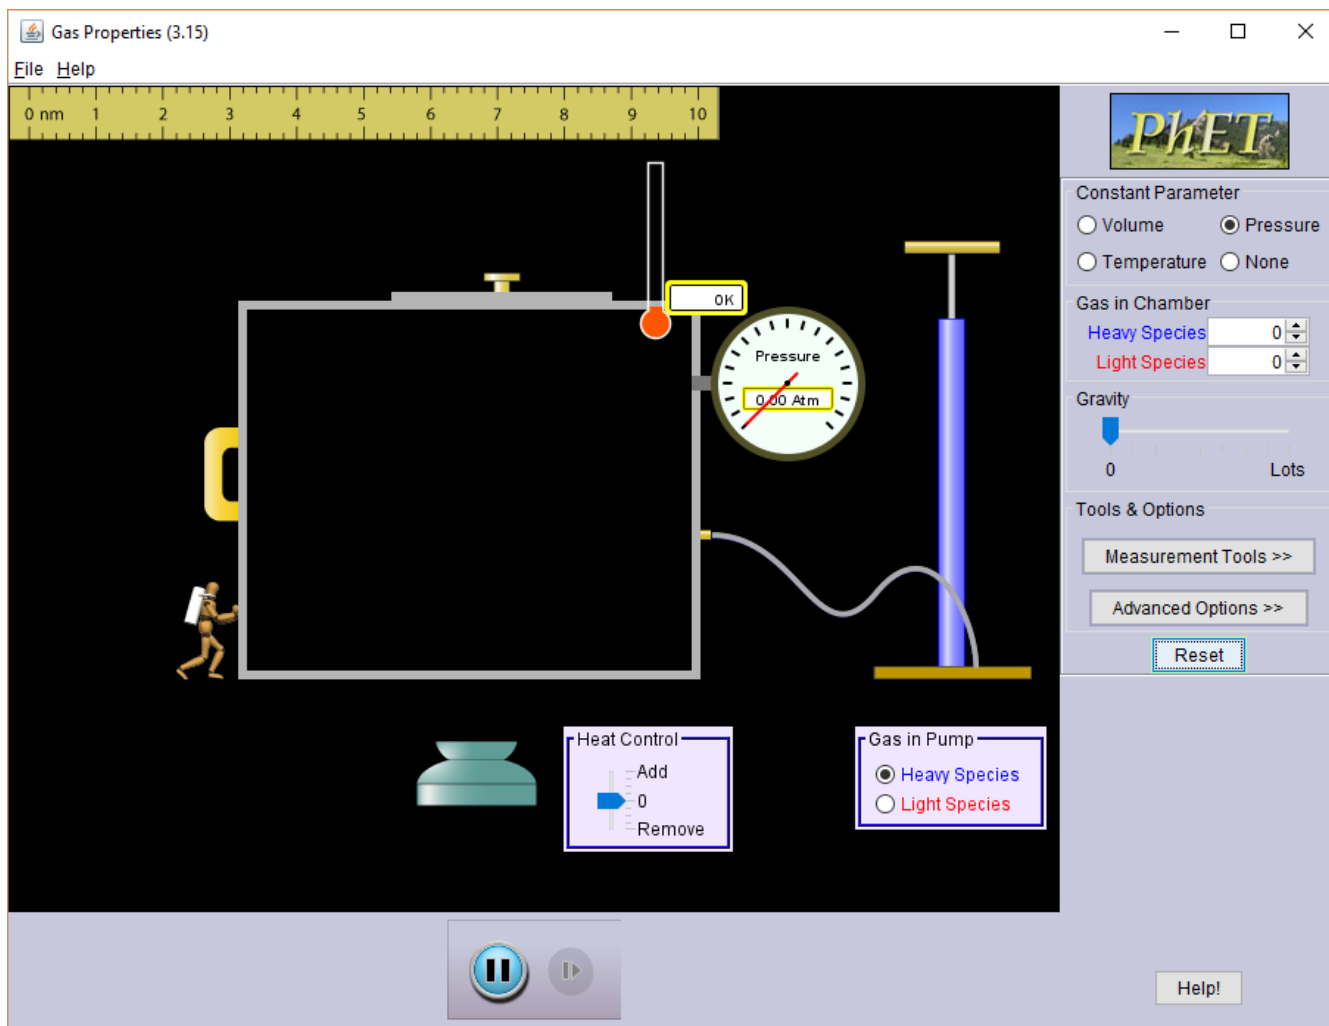 Gas Properties (3.15)
File Help
0 nm 1 2 3 4 5 6 7 8 9 10
PhET
Constant Parameter
Volume Pressure
Temperature None
0K
Pressure
0.00 Atm
Gas in Chamber
Heavy Species 0
Light Species 0
Gravity
0 Lots
Tools & Options
Measurement Tools >>
Advanced Options >>
Reset
Heat Control
Add
0
Remove
Gas in Pump
Heavy Species
Light Species
Help!